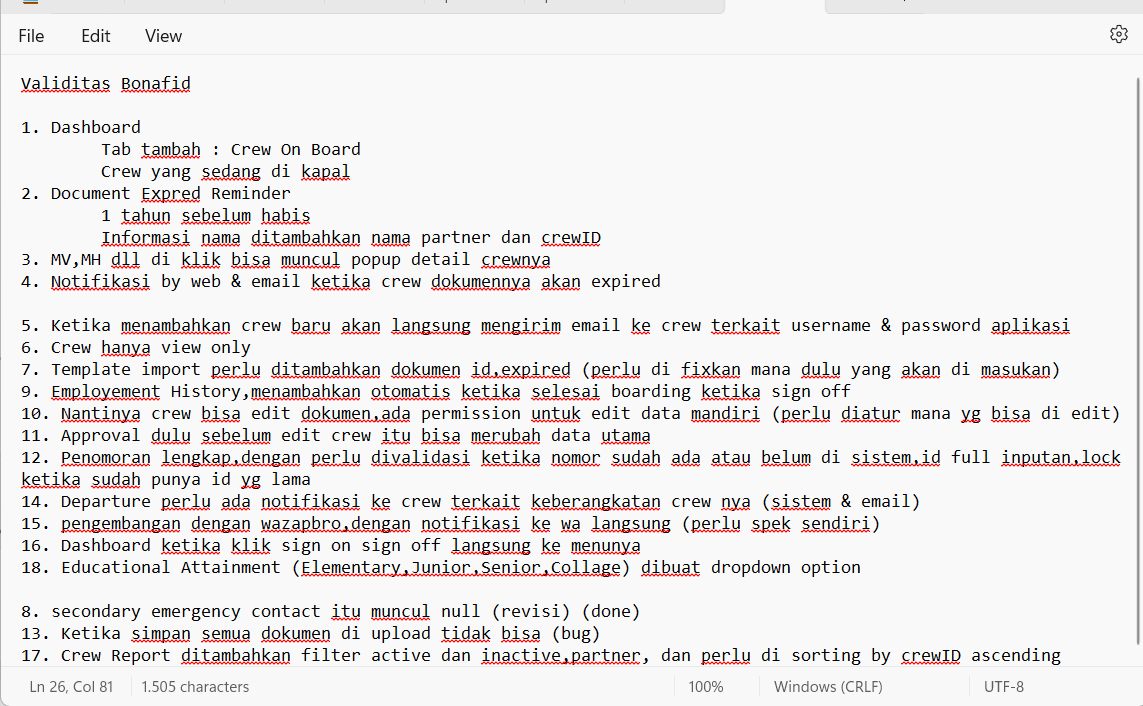 File Edit View
Validitas Bonafid
1. Dashboard
Tab tambah : Crew On Board
Crew yang sedang di kapal
2. Document Expred Reminder
1 tahun sebelum habis
Informasi nama ditambahkan nama partner dan crewID
3. MV,MH dll di klik bisa muncul popup detail crewnya
4. Notifikasi by web & email ketika crew dokumennya akan expired
5. Ketika menambahkan crew baru akan langsung mengirim email ke crew terkait username & password aplikasi
6. Crew hanya view only
7. Template import perlu ditambahkan dokumen id,expired (perlu di fixkan mana dulu yang akan di masukan)
9. Employement History,menambahkan otomatis ketika selesai boarding ketika sign off
10. Nantinya crew bisa edit dokumen,ada permission untuk edit data mandiri (perlu diatur mana yg bisa di edit)
11. Approval dulu sebelum edit crew itu bisa merubah data utama
12. Penomoran lengkap,dengan perlu divalidasi ketika nomor sudah ada atau belum di sistem,id full inputan,lock
ketika sudah punya id yg lama
14. Departure perlu ada notifikasi ke crew terkait keberangkatan crew nya (sistem & email)
15. pengembangan dengan wazapbro,dengan notifikasi ke wa langsung (perlu spek sendiri)
16. Dashboard ketika klik sign on sign off langsung ke menunya
18. Educational Attainment (Elementary,Junior,Senior,Collage) dibuat dropdown option
8. secondary emergency contact itu muncul null (revisi) (done)
13. Ketika simpan semua dokumen di upload tidak bisa (bug)
17. Crew Report ditambahkan filter active dan inactive,partner, dan perlu di sorting by crewID ascending
Ln 26, Col 81 1.505 characters 100% Windows (CRLF) UTF-8